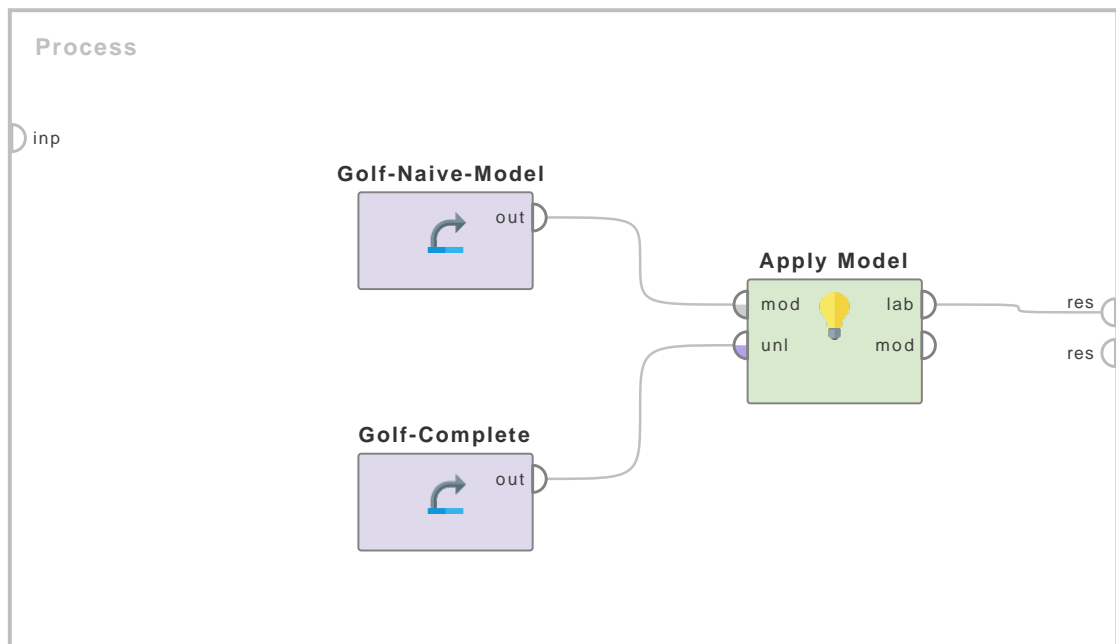 Process
inp
Golf-Naive-Model
out
Apply Model
mod lab
unl mod
res
res
Golf-Complete
out